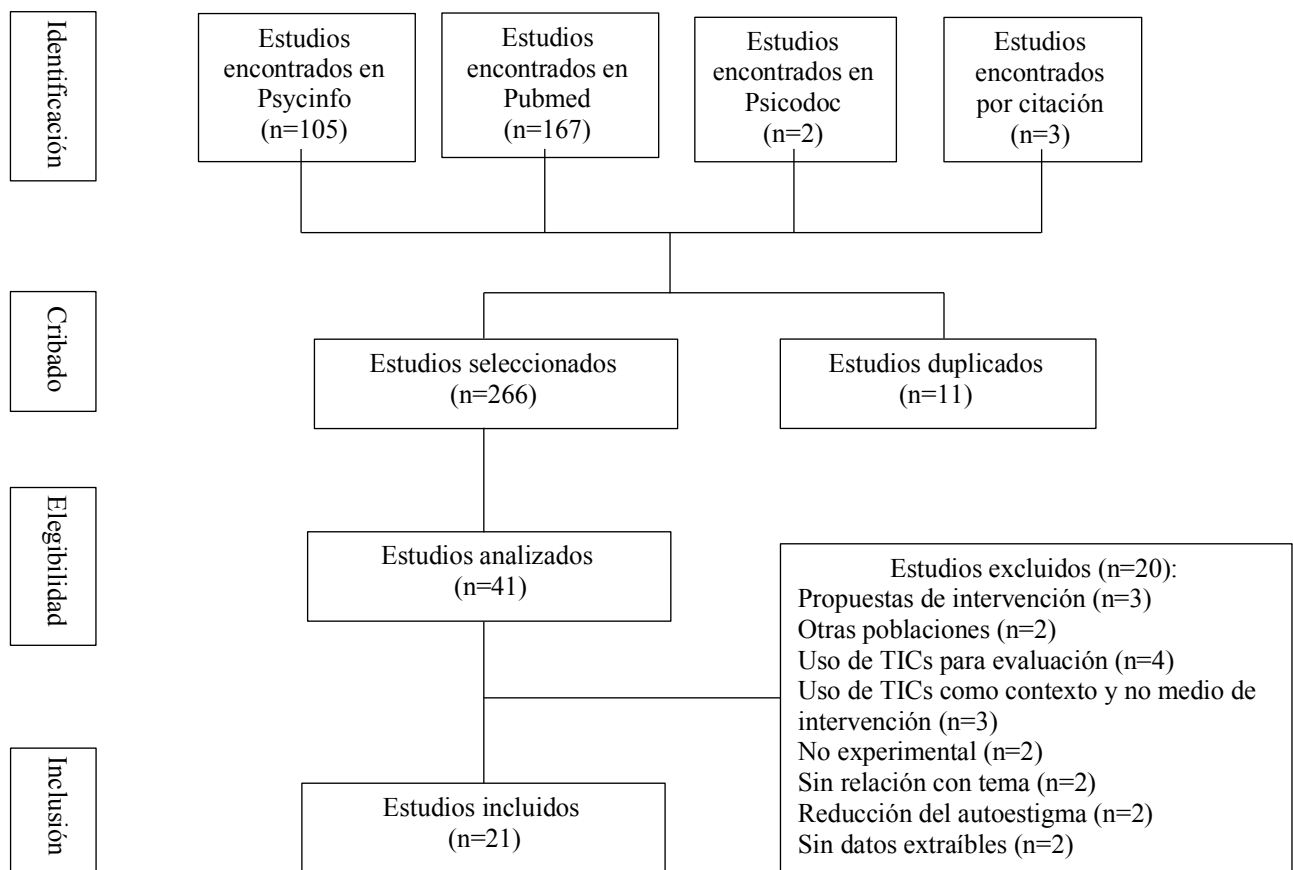 Identificación
Estudios
encontrados en
Psycinfo
(n=105)
Estudios
encontrados en
Pubmed
(n=167)
Estudios
encontrados en
Psicodoc
(n=2)
Estudios
encontrados
por citación
(n=3)
Cribado
Estudios seleccionados
(n=266)
Estudios duplicados
(n=11)
Elegibilidad
Estudios analizados
(n=41)
Estudios excluidos (n=20):
Propuestas de intervención (n=3)
Otras poblaciones (n=2)
Uso de TICs para evaluación (n=4)
Uso de TICs como contexto y no medio de
intervención (n=3)
No experimental (n=2)
Sin relación con tema (n=2)
Reducción del autoestigma (n=2)
Sin datos extraíbles (n=2)
Inclusión
Estudios incluidos
(n=21)